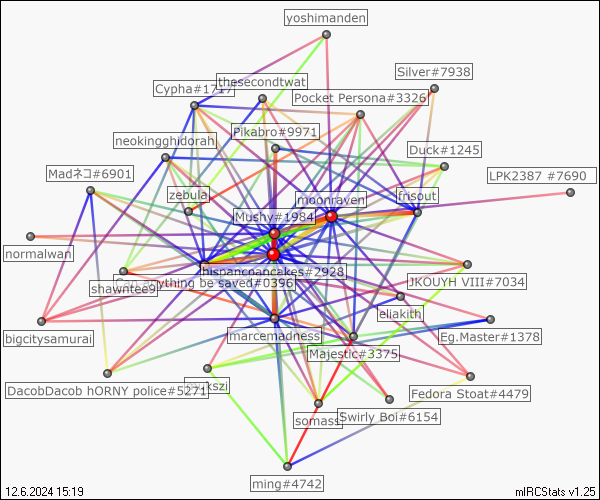 yoshimanden
Silver#7938
thesecondtwat
Cypha#1717
Pocket Persona#3326
Pikabro#9971
neokingghidorah
Duck#1245
Madネコ#6901
LPK2387 #7690
zebula
moonraven
frisout
Mushy#1984
normalwan
hispancpancakes#2928
shawntee9
Can anything be saved#0396
JKOUYH VIII#7034
eliakith
bigcitysamurai
marcemadness
Eg.Master#1378
Majestic#3375
DacobDacob hORNY police#5271
Fedora Stoat#4479
somass
Swirly Boi#6154
ming#4742
12.6.2024 15:19
mIRCStats v1.25